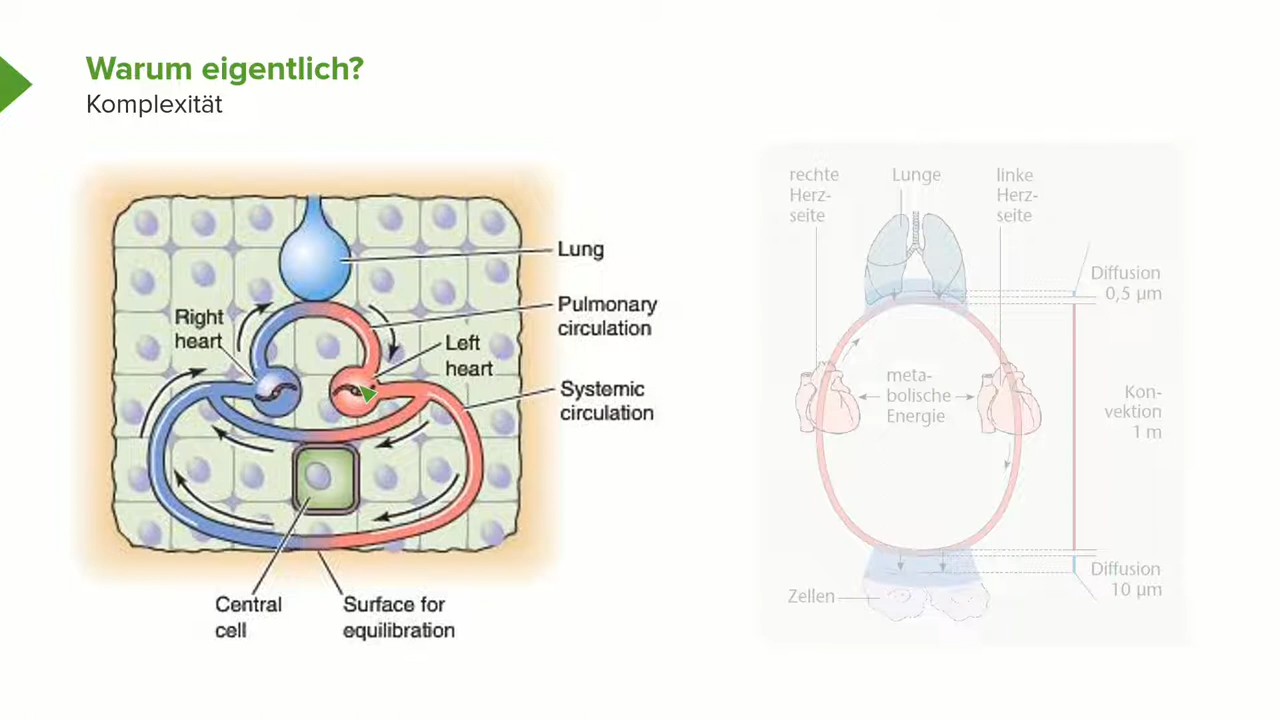 Warum eigentlich?
Komplexität
Lung
Pulmonary
circulation
Right
heart
Left
heart
Systemic
circulation
Central
cell
Surface for
equilibration
rechte
Herz-
seite
Lunge
linke
Herz-
seite
Diffusion
0,5 µm
meta-
bolische
Energie
Kon-
vektion
1 m
Diffusion
10 µm
Zellen